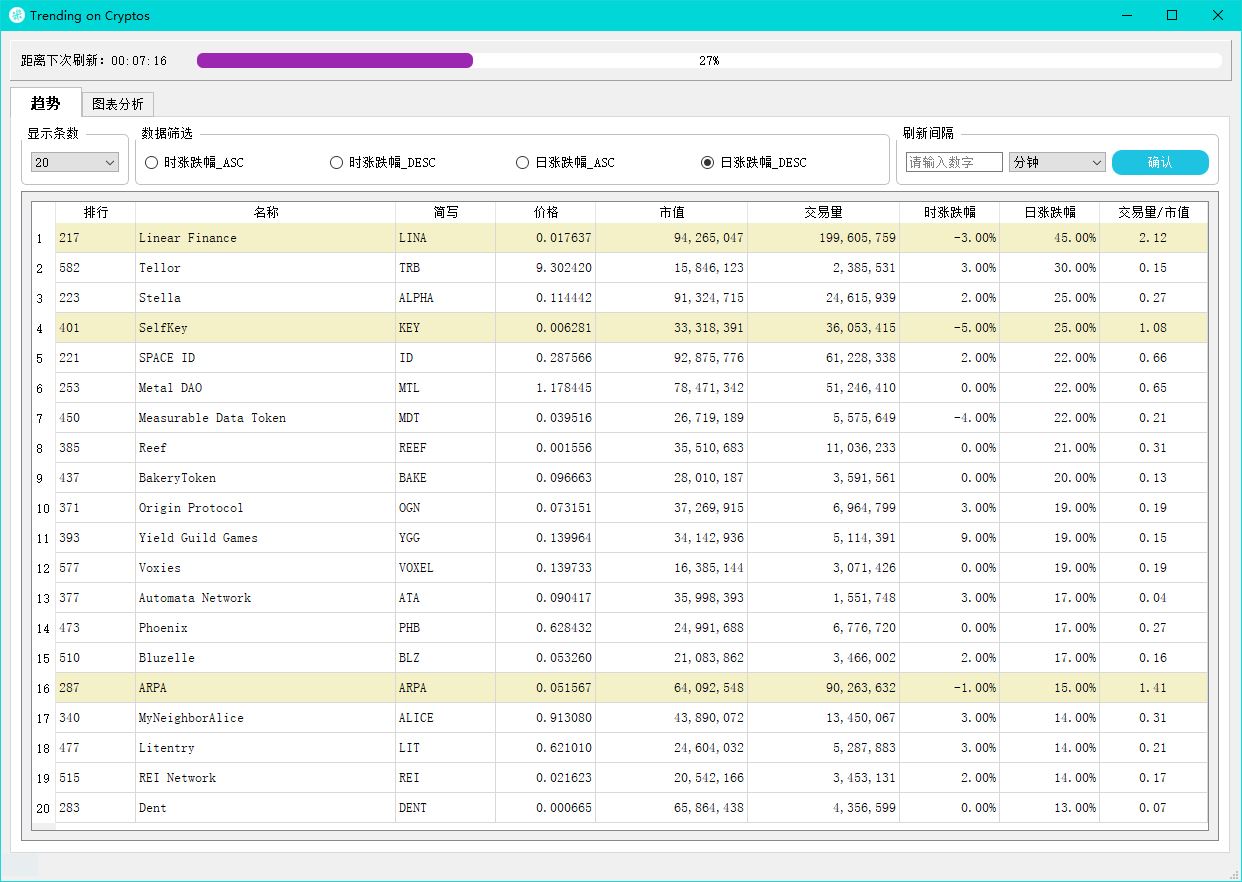 Trending on Cryptos
距离下次刷新：00:07:16 27%
趋势 图表分析
显示条数 数据筛选 刷新间隔
20 时涨跌幅_ASC 时涨跌幅_DESC 日涨跌幅_ASC 日涨跌幅_DESC 请输入数字 分钟 确认
排行 名称 简写 价格 市值 交易量 时涨跌幅 日涨跌幅 交易量/市值
1 217 Linear Finance LINA 0.017637 94,265,047 199,605,759 -3.00% 45.00% 2.12
2 582 Tellor TRB 9.302420 15,846,123 2,385,531 3.00% 30.00% 0.15
3 223 Stella ALPHA 0.114442 91,324,715 24,615,939 2.00% 25.00% 0.27
4 401 SelfKey KEY 0.006281 33,318,391 36,053,415 -5.00% 25.00% 1.08
5 221 SPACE ID ID 0.287566 92,875,776 61,228,338 2.00% 22.00% 0.66
6 253 Metal DAO MTL 1.178445 78,471,342 51,246,410 0.00% 22.00% 0.65
7 450 Measurable Data Token MDT 0.039516 26,719,189 5,575,649 -4.00% 22.00% 0.21
8 385 Reef REEF 0.001556 35,510,683 11,036,233 0.00% 21.00% 0.31
9 437 BakeryToken BAKE 0.096663 28,010,187 3,591,561 0.00% 20.00% 0.13
10 371 Origin Protocol OGN 0.073151 37,269,915 6,964,799 3.00% 19.00% 0.19
11 393 Yield Guild Games YGG 0.139964 34,142,936 5,114,391 9.00% 19.00% 0.15
12 577 Voxies VOXEL 0.139733 16,385,144 3,071,426 0.00% 19.00% 0.19
13 377 Automata Network ATA 0.090417 35,998,393 1,551,748 3.00% 17.00% 0.04
14 473 Phoenix PHB 0.628432 24,991,688 6,776,720 0.00% 17.00% 0.27
15 510 Bluzelle BLZ 0.053260 21,083,862 3,466,002 2.00% 17.00% 0.16
16 287 ARPA ARPA 0.051567 64,092,548 90,263,632 -1.00% 15.00% 1.41
17 340 MyNeighborAlice ALICE 0.913080 43,890,072 13,450,067 3.00% 14.00% 0.31
18 477 Litentry LIT 0.621010 24,604,032 5,287,883 3.00% 14.00% 0.21
19 515 REI Network REI 0.021623 20,542,166 3,453,131 2.00% 14.00% 0.17
20 283 Dent DENT 0.000665 65,864,438 4,356,599 0.00% 13.00% 0.07